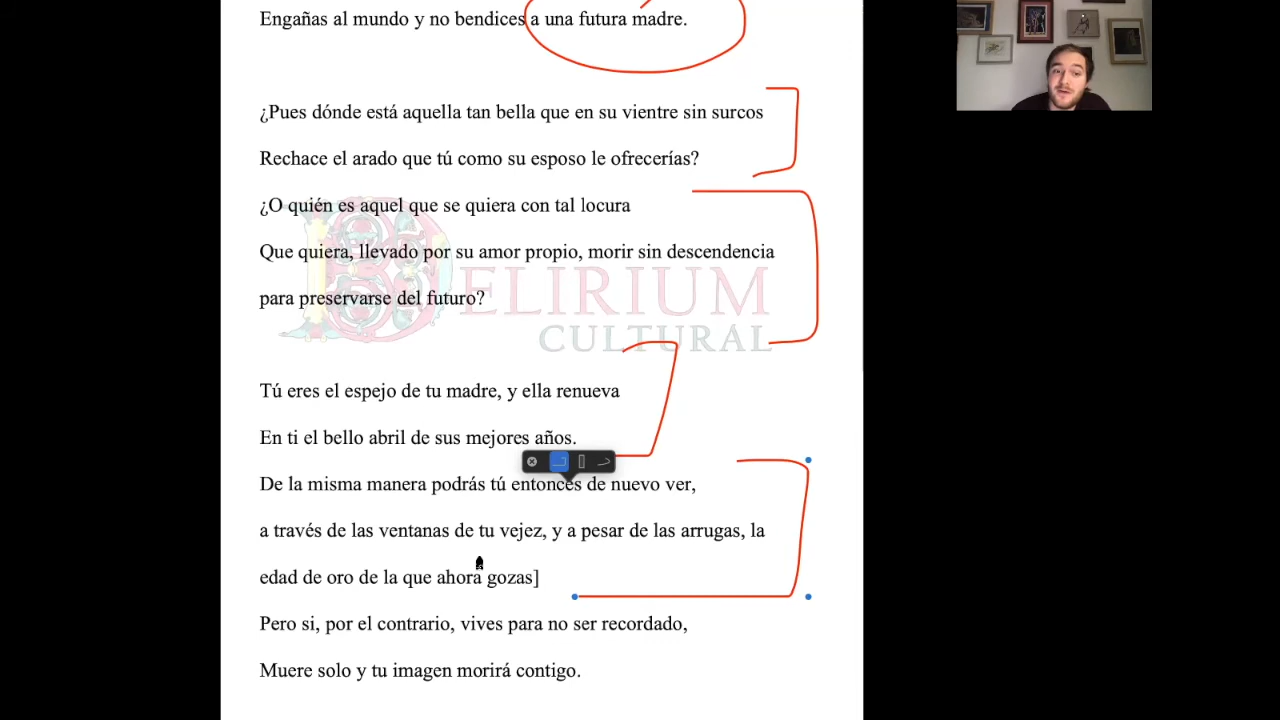 Engañas al mundo y no bendices a una futura madre.
¿Pues dónde está aquella tan bella que en su vientre sin surcos
Rechace el arado que tú como su esposo le ofrecerías?
¿O quién es aquel que se quiera con tal locura
Que quiera, llevado por su amor propio, morir sin descendencia
para preservarse del futuro?
DELIRIUM
CULTURAL
Tú eres el espejo de tu madre, y ella renueva
En ti el bello abril de sus mejores años.
De la misma manera podrás tú entonces de nuevo ver,
a través de las ventanas de tu vejez, y a pesar de las arrugas, la
edad de oro de la que ahora gozas]
Pero si, por el contrario, vives para no ser recordado,
Muere solo y tu imagen morirá contigo.